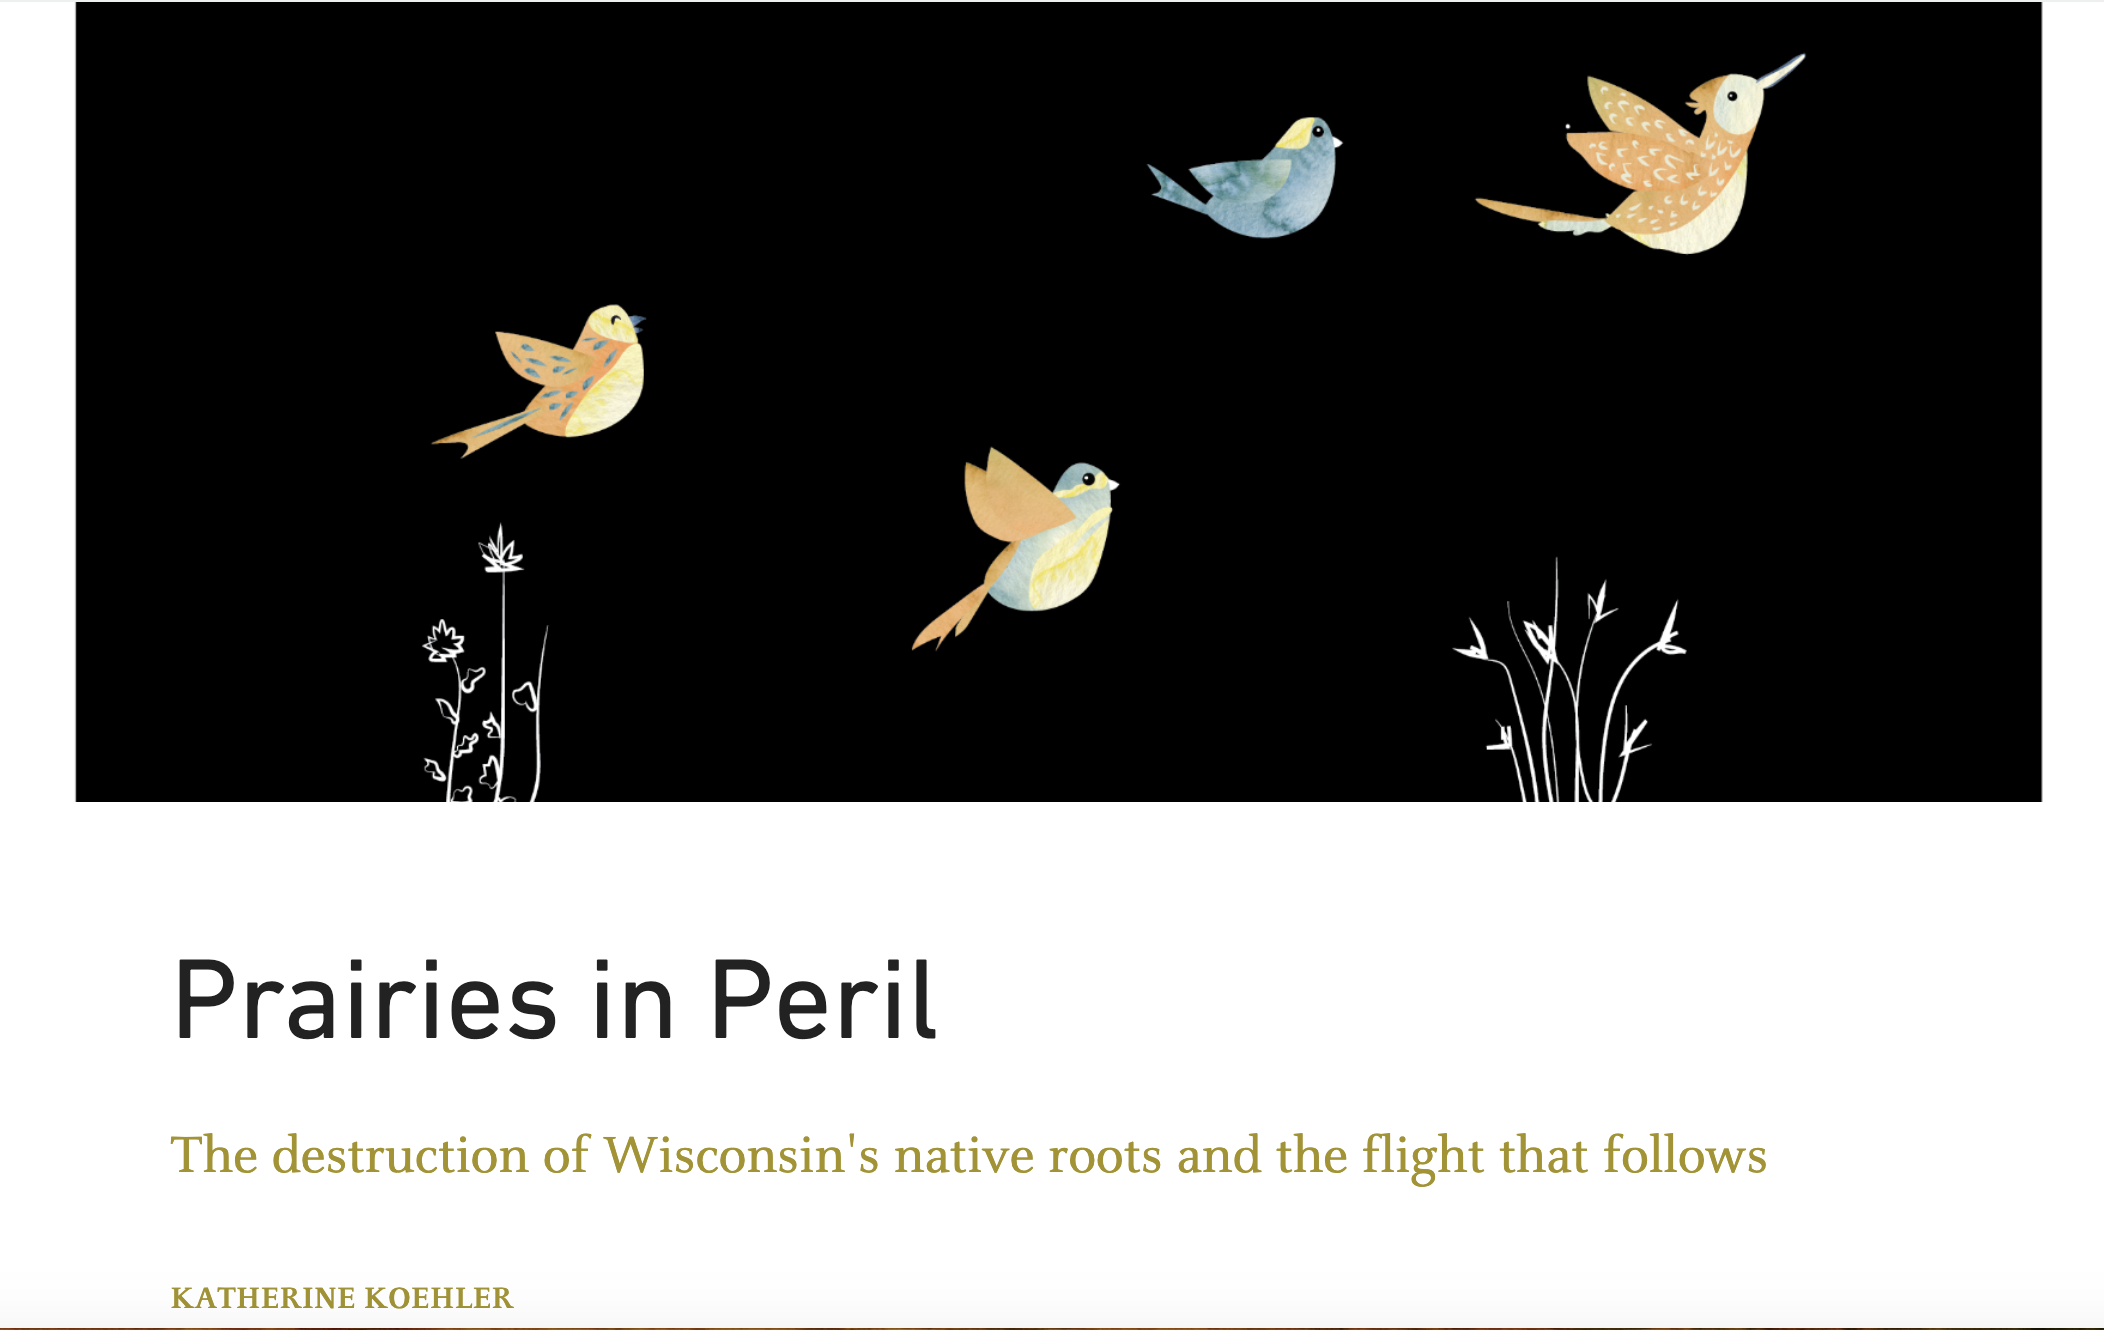 Prairies in Peril
The destruction of Wisconsin's native roots and the flight that follows
KATHERINE KOEHLER